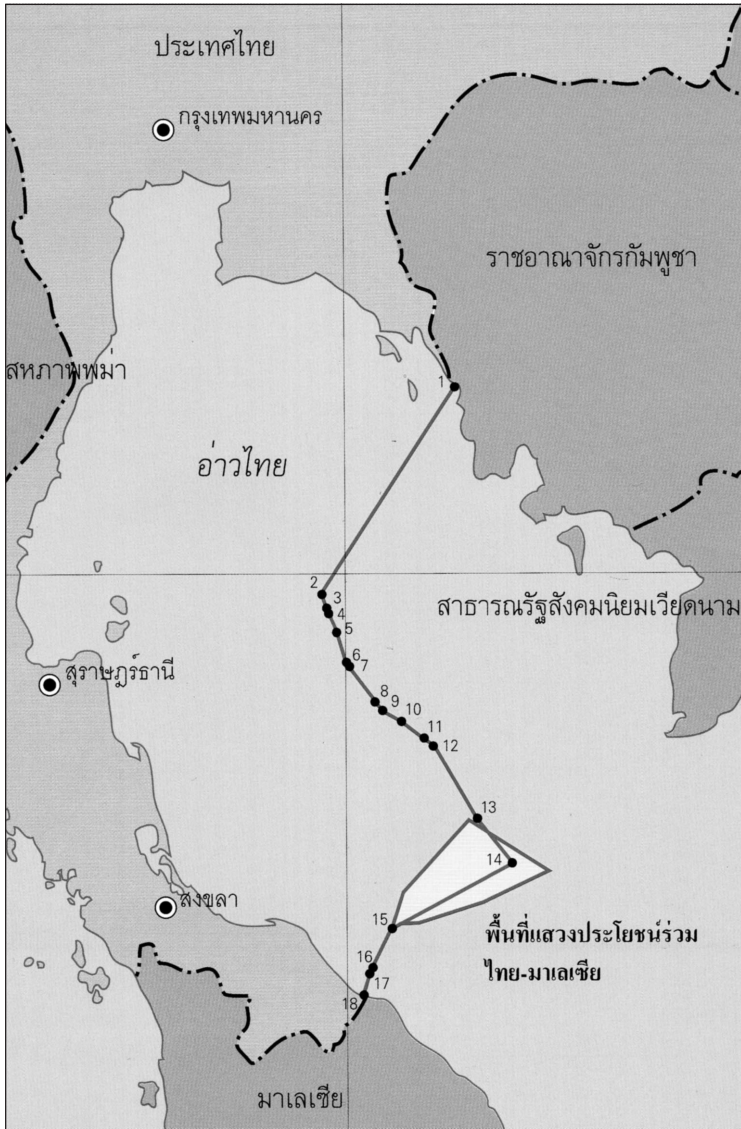 ประเทศไทย
กรุงเทพมหานคร
ราชอาณาจักรกัมพูชา
สหภาพพม่า
1
อ่าวไทย
2
3
4
สาธารณรัฐสังคมนิยมเวียดนาม
5
6
7
สุราษฎร์ธานี
8
9
10
11
12
13
14
สงขลา
15
พื้นที่แสวงประโยชน์ร่วม
ไทย-มาเลเซีย
16
17
18
มาเลเซีย